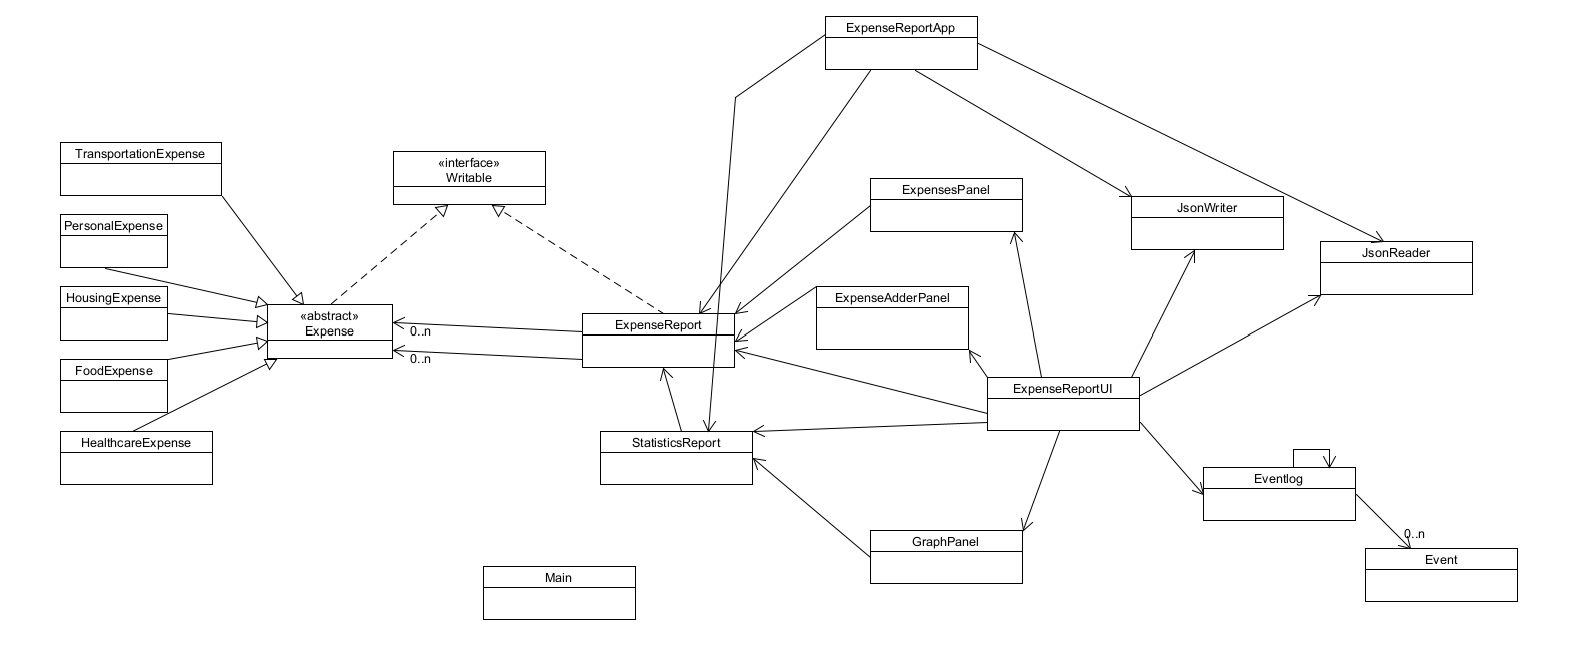 ExpenseReportApp
TransportationExpense
«interface»
Writable
ExpensesPanel
JsonWriter
PersonalExpense
JsonReader
HousingExpense
ExpenseAdderPanel
«abstract»
Expense
0..n
ExpenseReport
0..n
FoodExpense
ExpenseReportUI
HealthcareExpense
StatisticsReport
Eventlog
GraphPanel
0..n
Event
Main